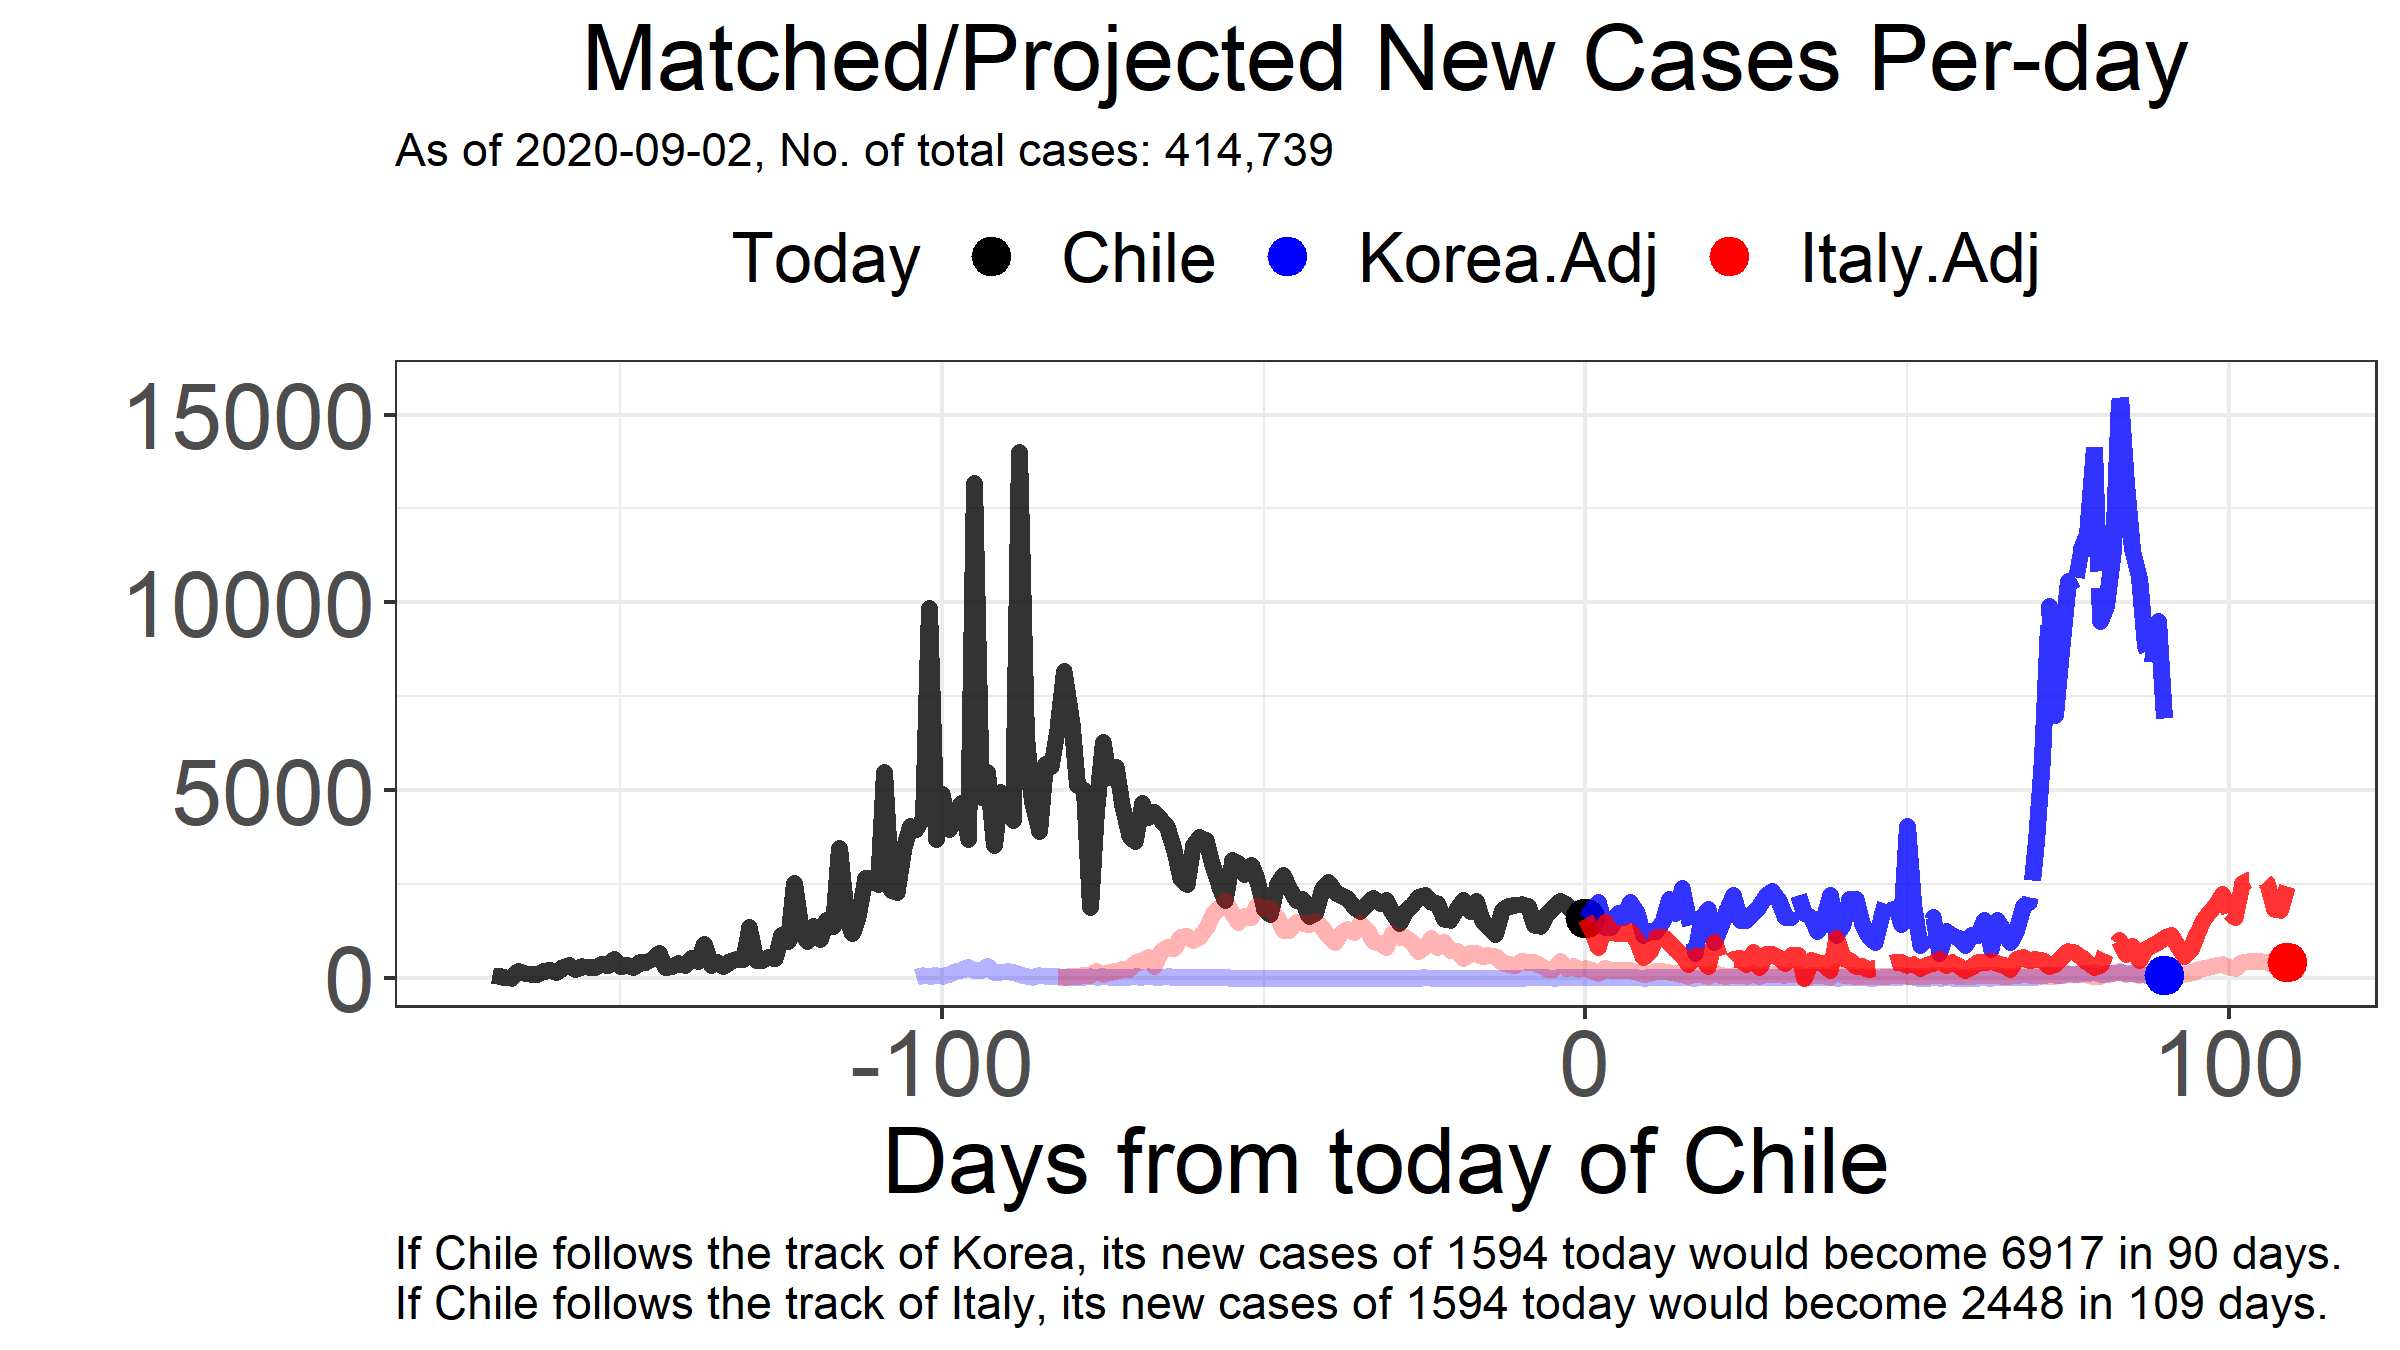 Matched/Projected New Cases Per-day
As of 2020-09-02, No. of total cases: 414,739
Today Chile Korea.Adj Italy.Adj
15000
10000
5000
0
-100 0 100
Days from today of Chile
If Chile follows the track of Korea, its new cases of 1594 today would become 6917 in 90 days.
If Chile follows the track of Italy, its new cases of 1594 today would become 2448 in 109 days.